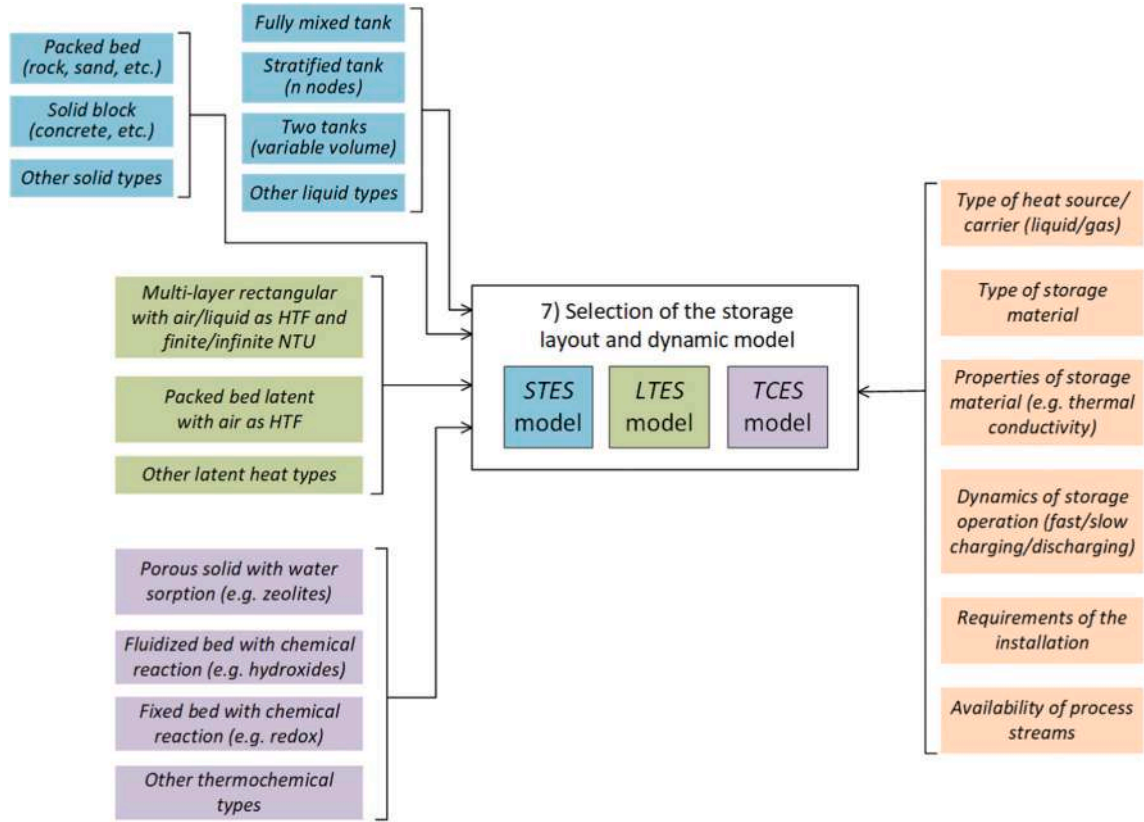 Packed bed
(rock, sand, etc.)
Solid block
(concrete, etc.)
Other solid types
Fully mixed tank
Stratified tank
(n nodes)
Two tanks
(variable volume)
Other liquid types
Multi-layer rectangular
with air/liquid as HTF and
finite/infinite NTU
Packed bed latent
with air as HTF
Other latent heat types
Porous solid with water
sorption (e.g. zeolites)
Fluidized bed with chemical
reaction (e.g. hydroxides)
Fixed bed with chemical
reaction (e.g. redox)
Other thermochemical
types
7) Selection of the storage
layout and dynamic model
STES
model
LTES
model
TCES
model
Type of heat source/
carrier (liquid/gas)
Type of storage
material
Properties of storage
material (e.g. thermal
conductivity)
Dynamics of storage
operation (fast/slow
charging/discharging)
Requirements of the
installation
Availability of process
streams